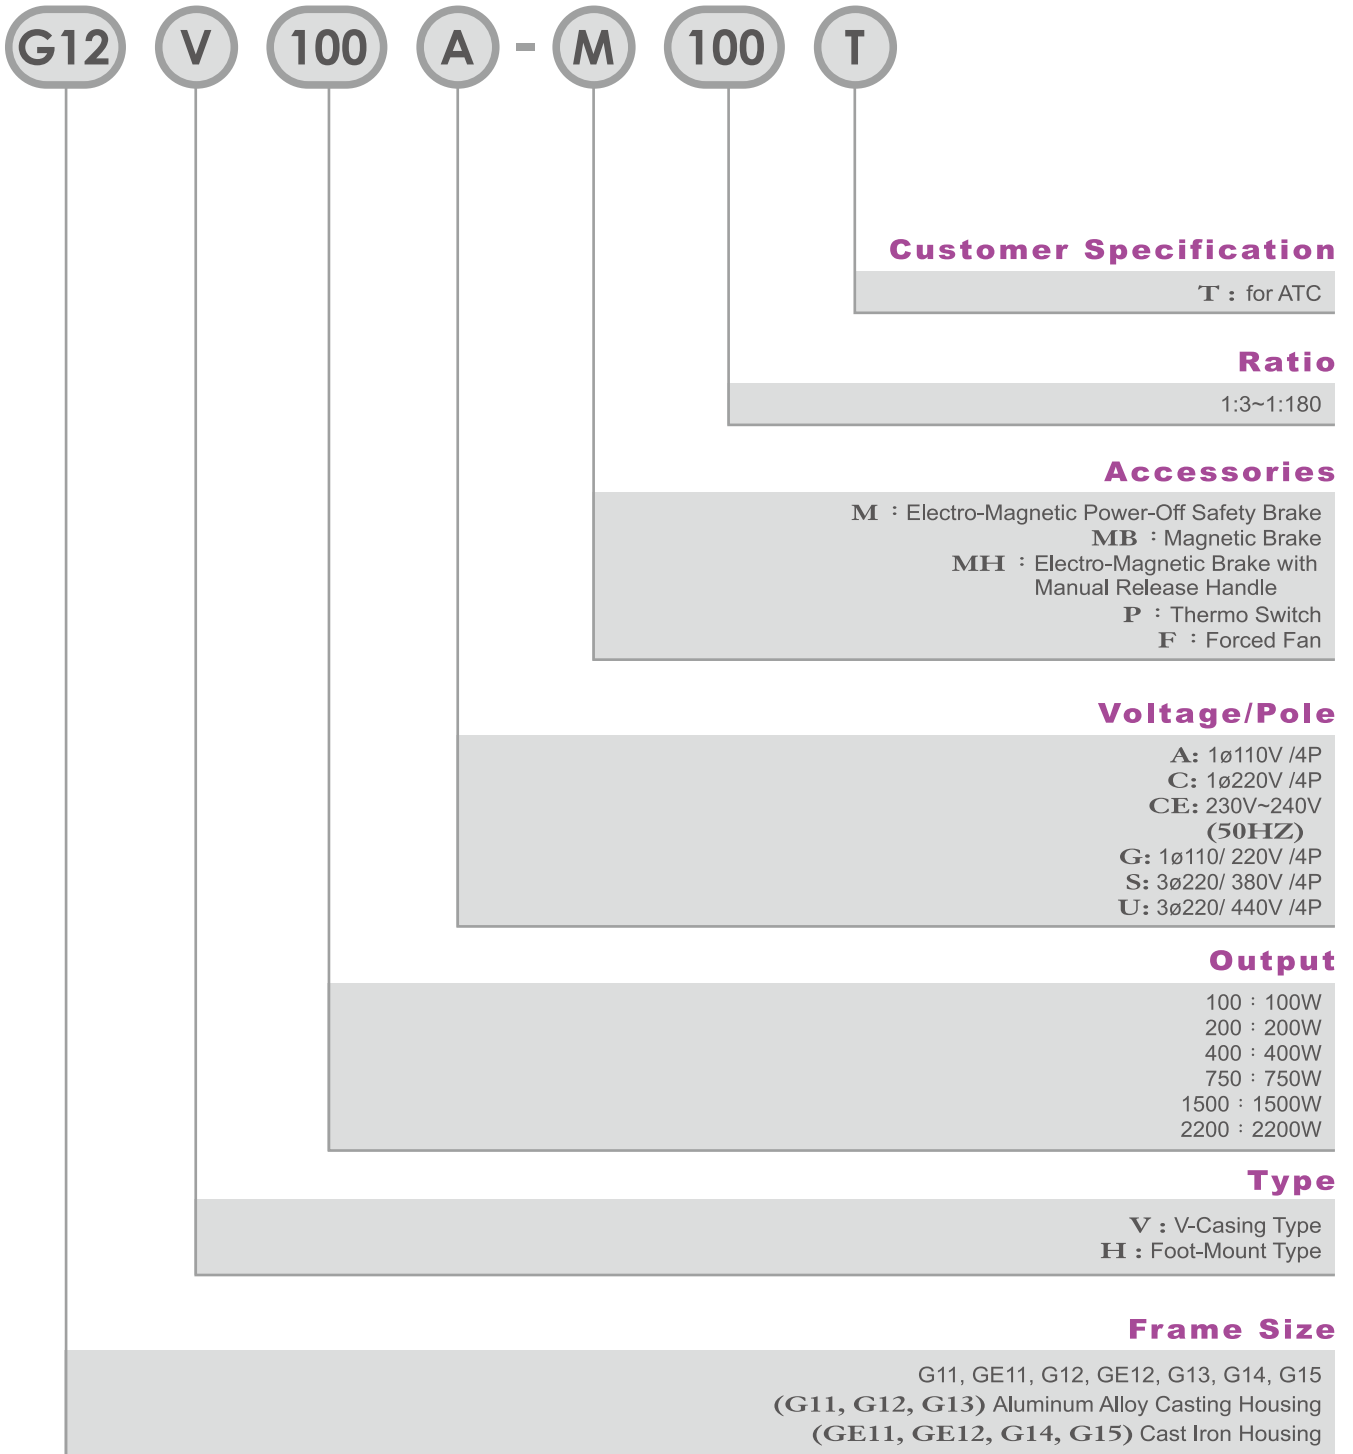 G12 V 100 A - M 100 T
Customer Specification
T : for ATC
Ratio
1:3~1:180
Accessories
M : Electro-Magnetic Power-Off Safety Brake
MB : Magnetic Brake
MH : Electro-Magnetic Brake with
Manual Release Handle
P : Thermo Switch
F : Forced Fan
Voltage/Pole
A: 1ø110V /4P
C: 1ø220V /4P
CE: 230V~240V
(50HZ)
G: 1ø110/ 220V /4P
S: 3ø220/ 380V /4P
U: 3ø220/ 440V /4P
Output
100 : 100W
200 : 200W
400 : 400W
750 : 750W
1500 : 1500W
2200 : 2200W
Type
V : V-Casing Type
H : Foot-Mount Type
Frame Size
G11, GE11, G12, GE12, G13, G14, G15
(G11, G12, G13) Aluminum Alloy Casting Housing
(GE11, GE12, G14, G15) Cast Iron Housing